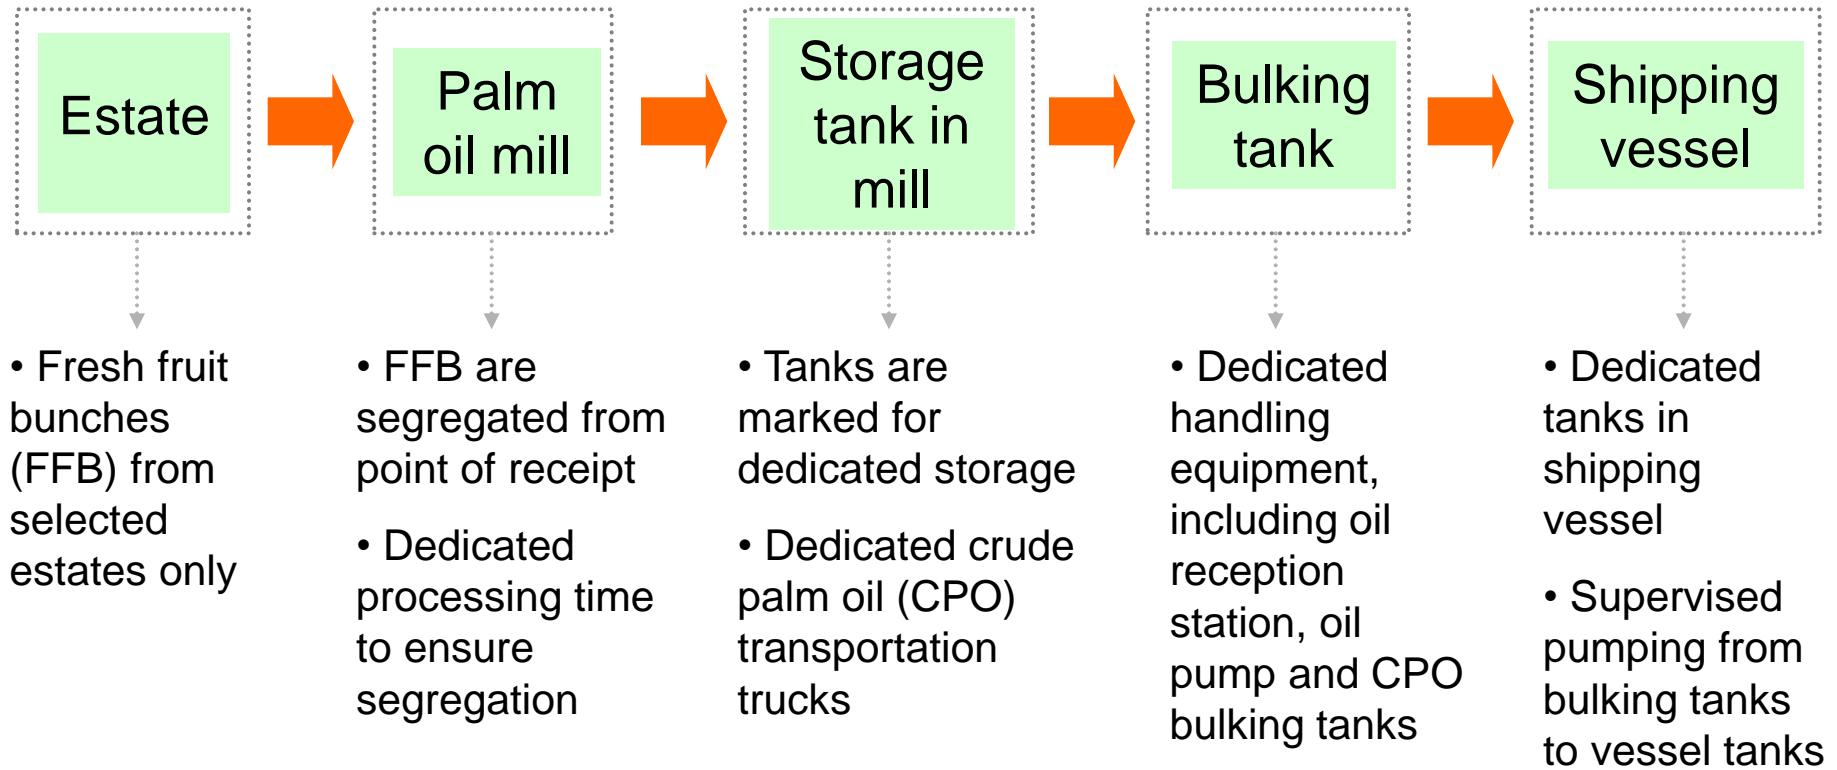 Estate
Palm
oil mill
Storage
tank in
mill
Bulking
tank
Shipping
vessel
• Fresh fruit
bunches
(FFB) from
selected
estates only
• FFB are
segregated from
point of receipt
• Dedicated
processing time
to ensure
segregation
• Tanks are
marked for
dedicated storage
• Dedicated crude
palm oil (CPO)
transportation
trucks
• Dedicated
handling
equipment,
including oil
reception
station, oil
pump and CPO
bulking tanks
• Dedicated
tanks in
shipping
vessel
• Supervised
pumping from
bulking tanks
to vessel tanks